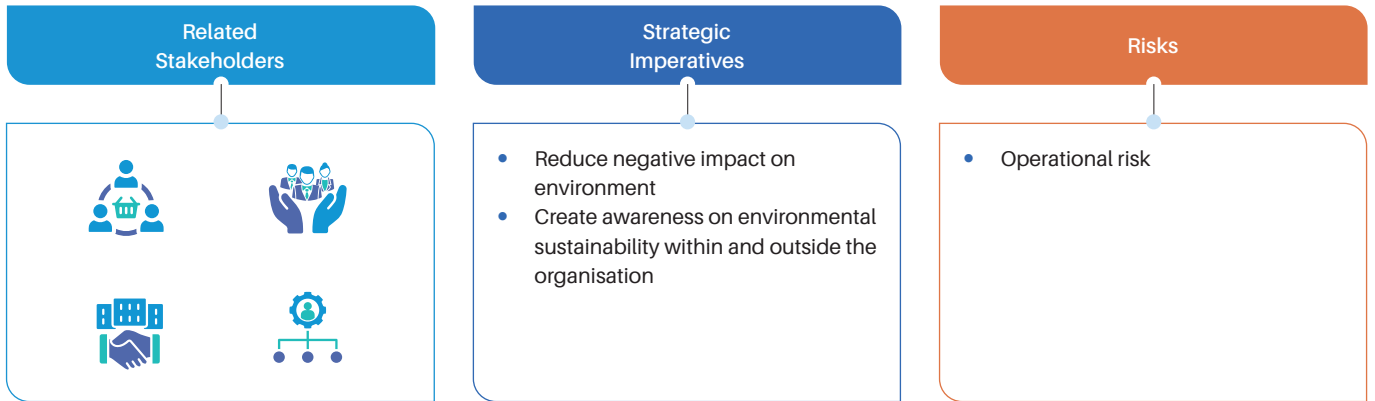 Related
Stakeholders
Strategic
Imperatives
Risks
• Reduce negative impact on
environment
• Create awareness on environmental
sustainability within and outside the
organisation
• Operational risk